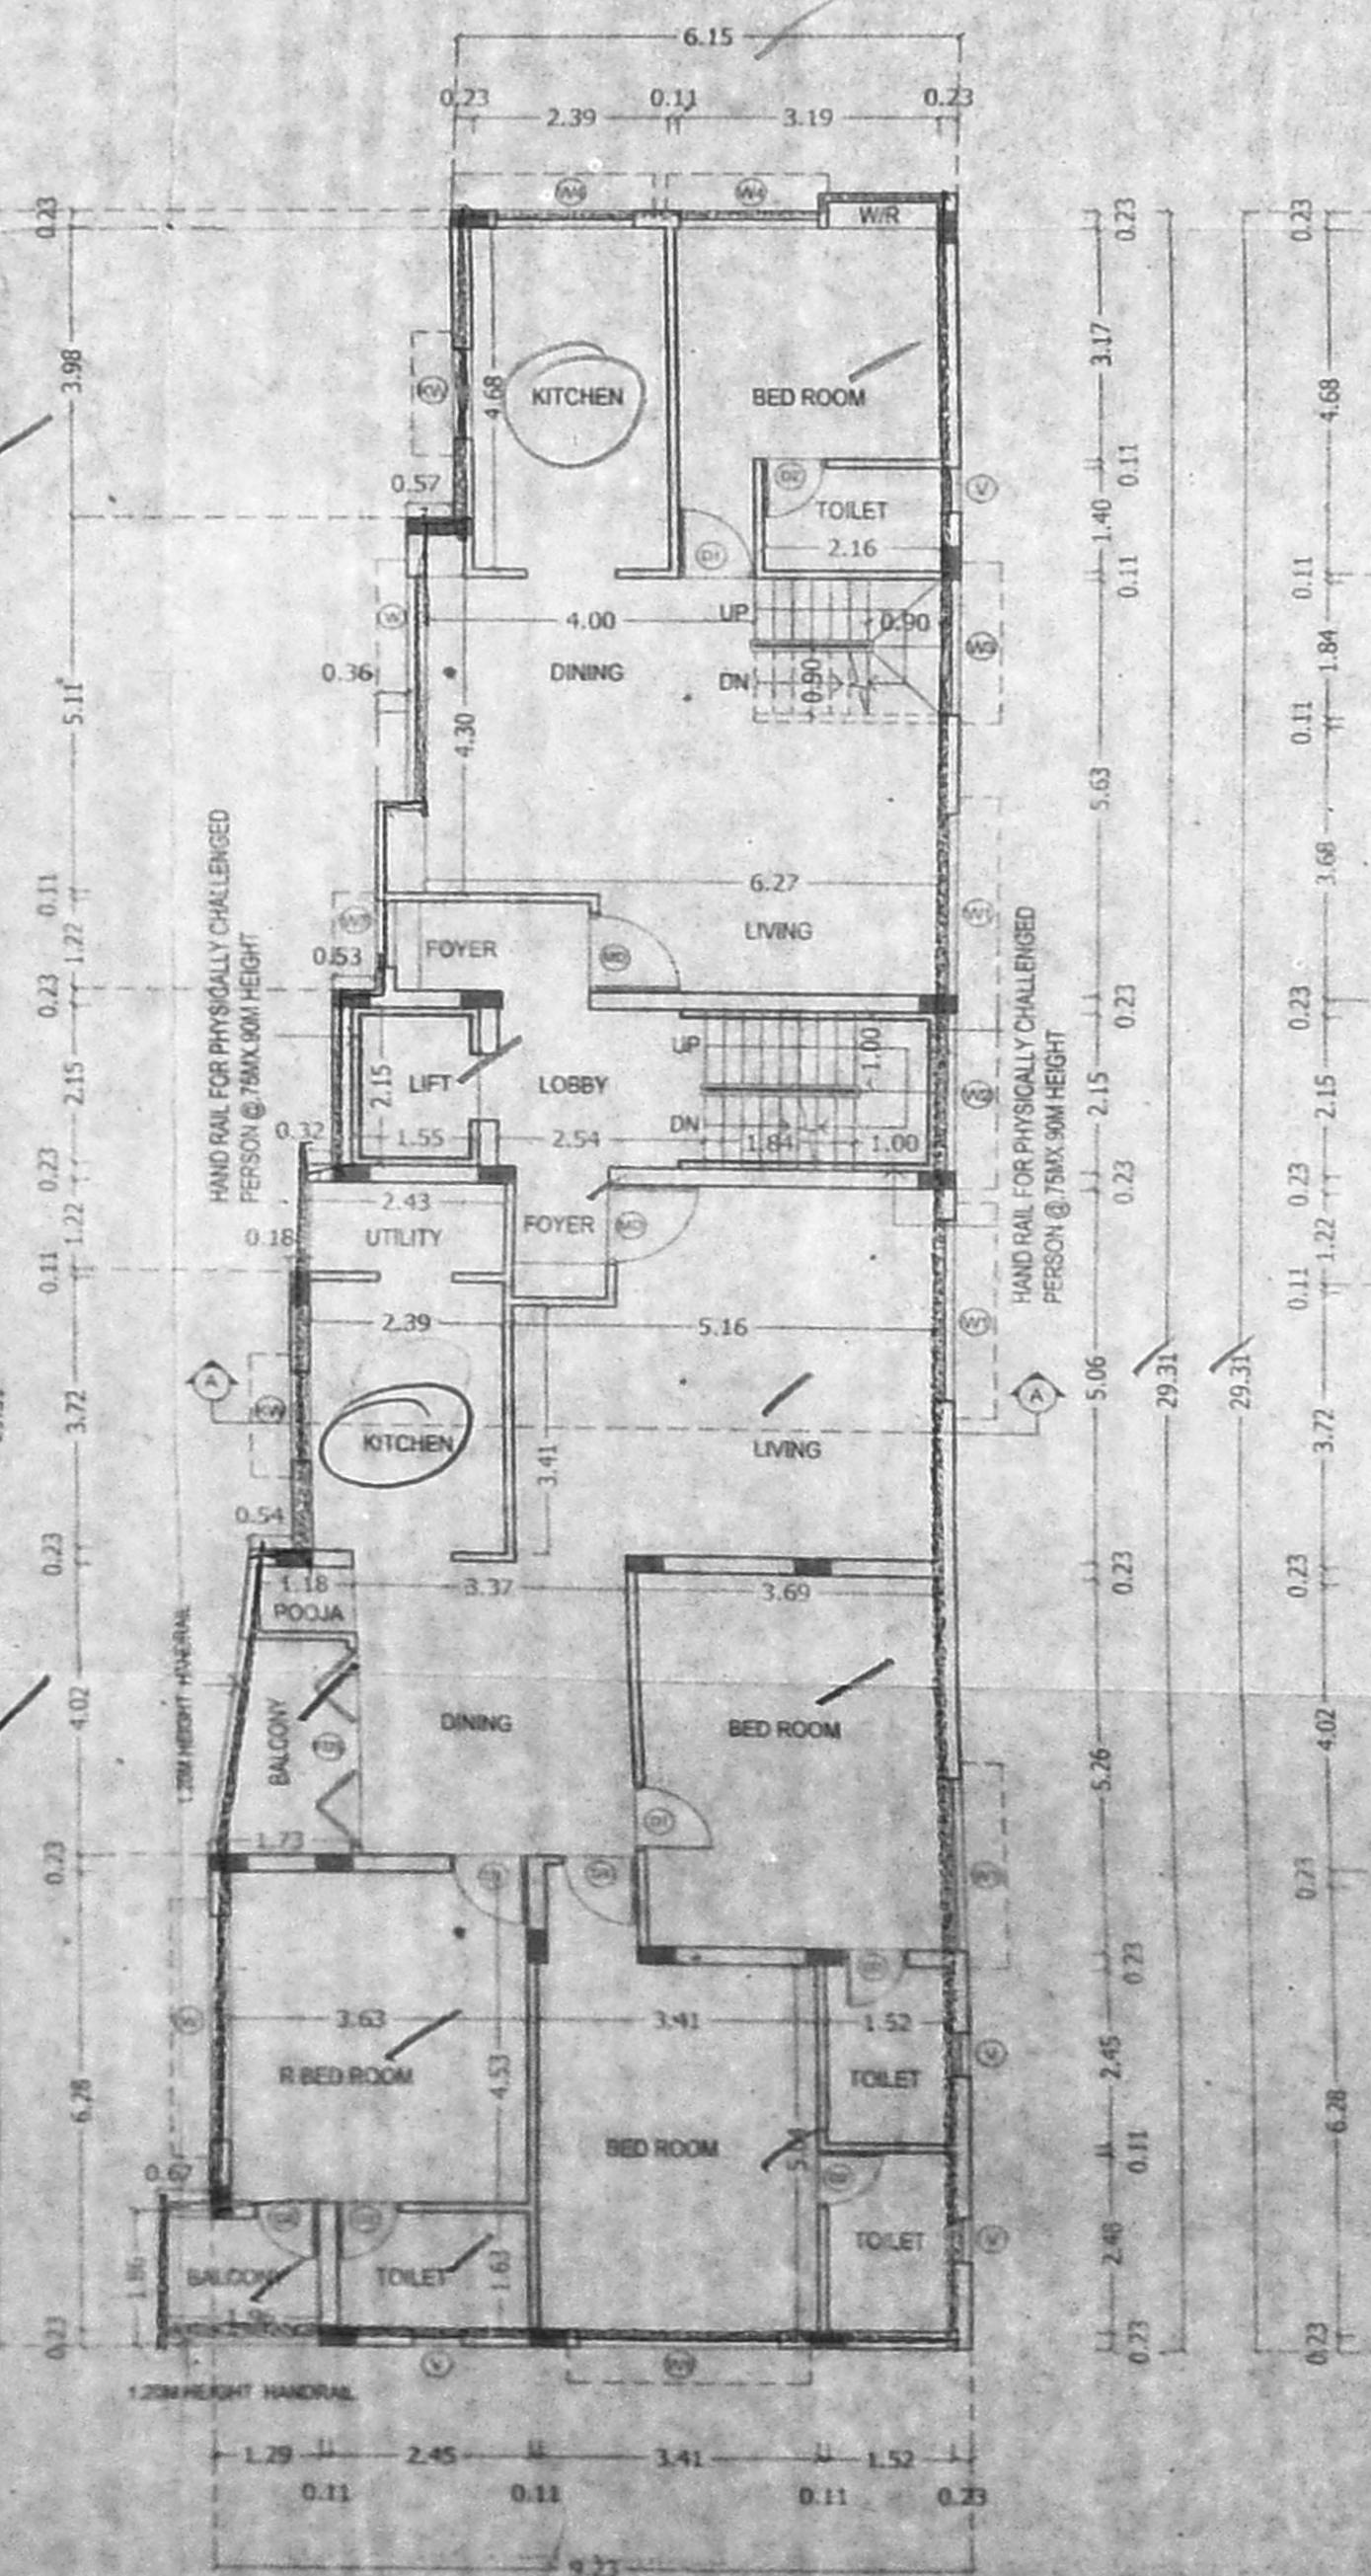 6.15
0.23 0.11 0.23
2.39 3.19
W/R
0.23 0.23 0.23
3.98 4.68 KITCHEN BED ROOM 3.17 4.68
0.57 0.11
TOILET 1.40
2.16
0.11 0.11
UP 0.90
4.00
0.36 DINING DN 0.90 1.84
5.11 4.30 0.11
5.63
6.27 3.68
0.11
1.22 FOYER LIVING
0.53
HAND RAIL FOR PHYSICALLY CHALLENGED
PERSON @.75MX.90M HEIGHT
0.23 0.23 0.23
UP 1.00
2.15 2.15 LIFT LOBBY 2.15 2.15
DN
0.32 1.55 2.54 1.84 1.00
HAND RAIL FOR PHYSICALLY CHALLENGED
PERSON @.75MX.90M HEIGHT
0.23 0.23 0.23
2.43
1.22 0.18 UTILITY FOYER MD 1.22
0.11 0.11
2.39 5.16
A A
3.72 KITCHEN 3.41 LIVING 5.06 29.31 29.31 3.72
0.54
0.23 0.23 0.23
1.18 3.37 3.69
POOJA
1.20M HEIGHT HANDRAIL
4.02 BALCONY DINING BED ROOM 5.26 4.02
1.73
0.23 0.23
0.23
3.63 3.41 1.52
R BED ROOM 4.53 TOILET 2.45
6.28 BED ROOM 6.28
0.11
BALCONY TOILET 1.63 TOILET 2.48
1.86
0.23 0.23 0.23
1.20M HEIGHT HANDRAIL
1.29 2.45 3.41 1.52
0.11 0.11 0.11 0.23
9.23